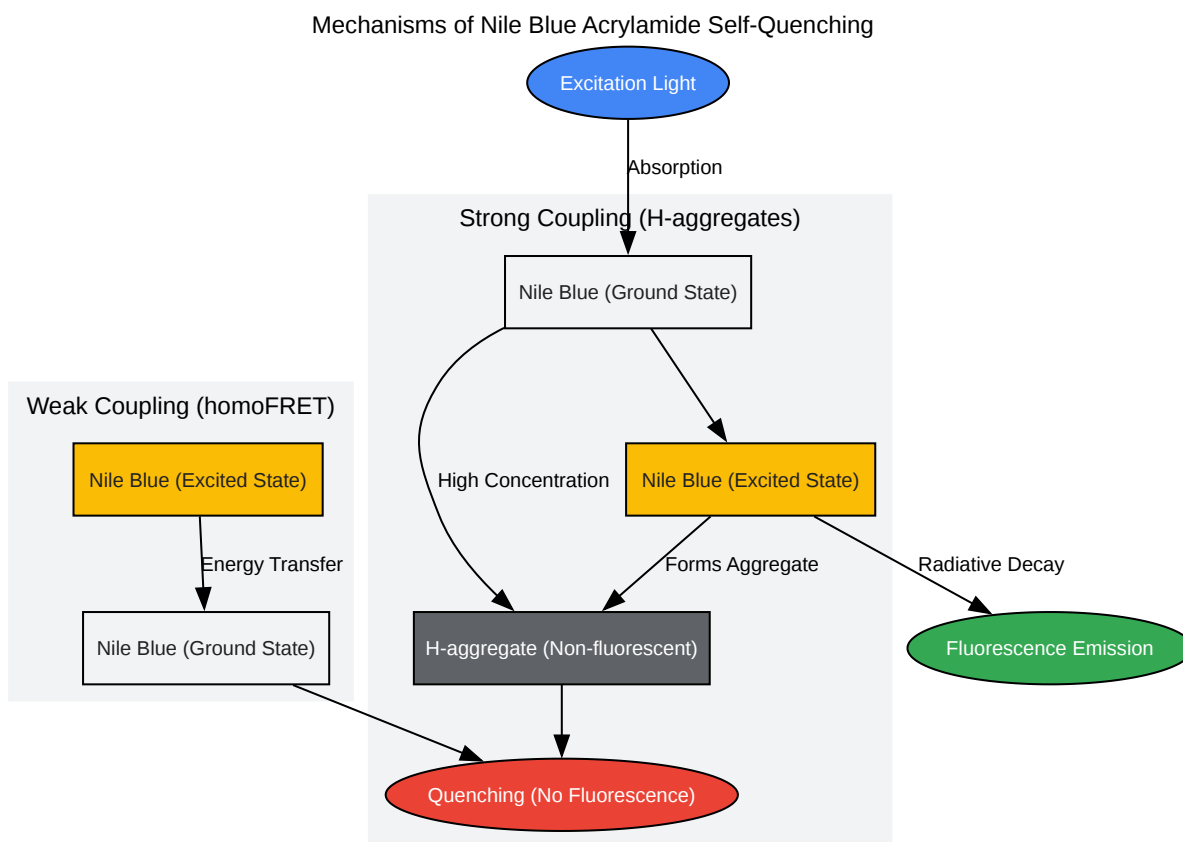 Mechanisms of Nile Blue Acrylamide Self-Quenching
Excitation Light
Absorption
Strong Coupling (H-aggregates)
Nile Blue (Ground State)
Weak Coupling (homoFRET)
Nile Blue (Excited State)
High Concentration
Nile Blue (Excited State)
Energy Transfer
Forms Aggregate
Radiative Decay
Nile Blue (Ground State)
H-aggregate (Non-fluorescent)
Fluorescence Emission
Quenching (No Fluorescence)